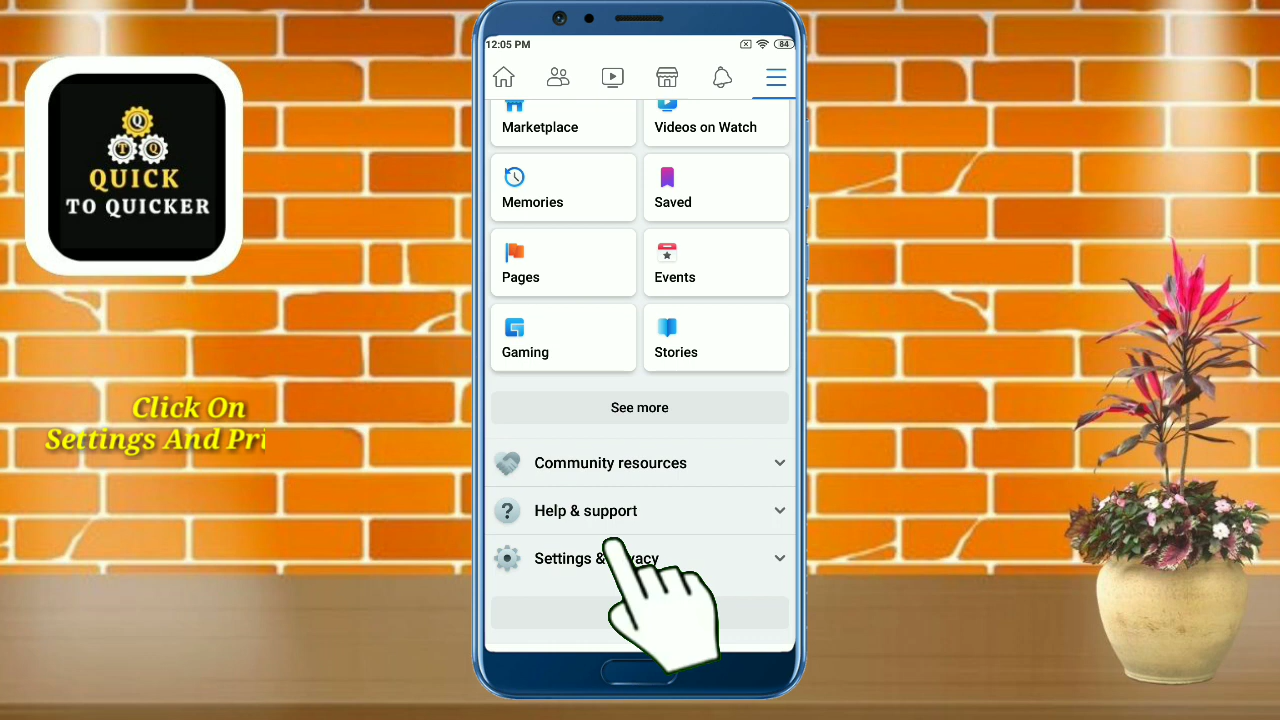 12:05 PM
84
Marketplace
Videos on Watch
Memories
Saved
Pages
Events
Gaming
Stories
See more
Community resources
Help & support
Settings &
Q
T Q
QUICK
TO QUICKER
Click On
Settings And Pri